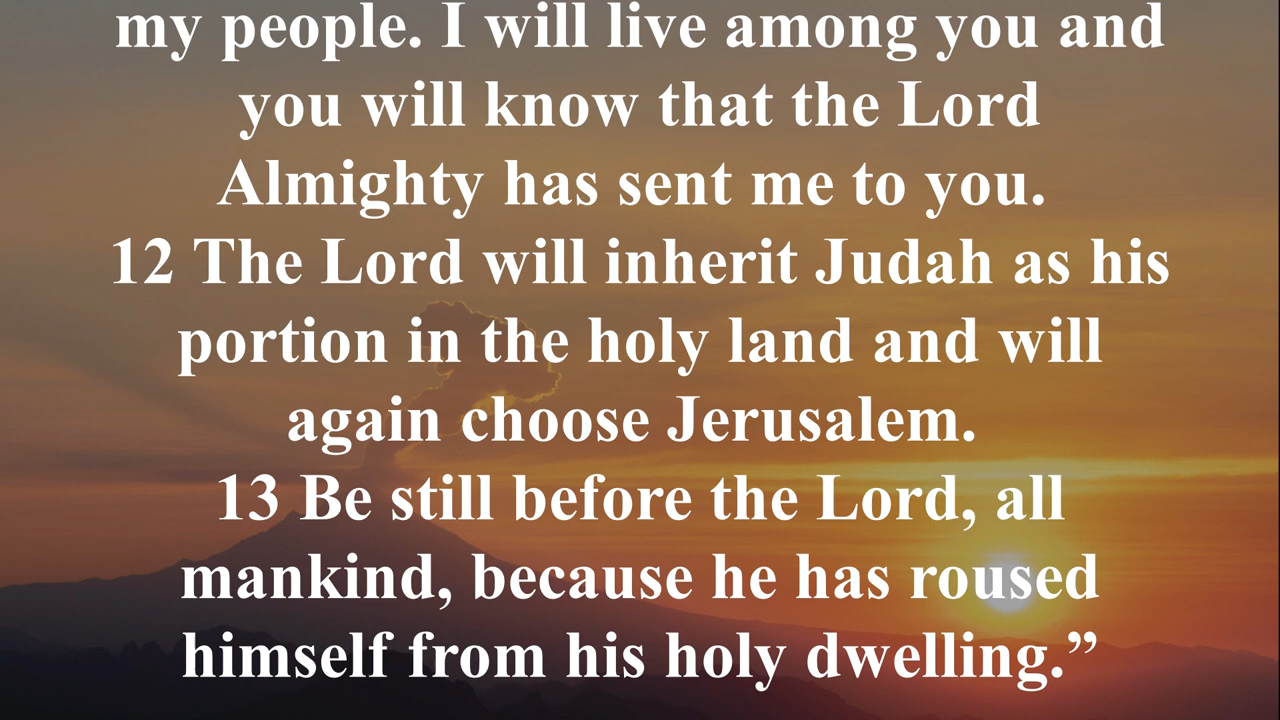 my people. I will live among you and
you will know that the Lord
Almighty has sent me to you.
12 The Lord will inherit Judah as his
portion in the holy land and will
again choose Jerusalem.
13 Be still before the Lord, all
mankind, because he has roused
himself from his holy dwelling.”